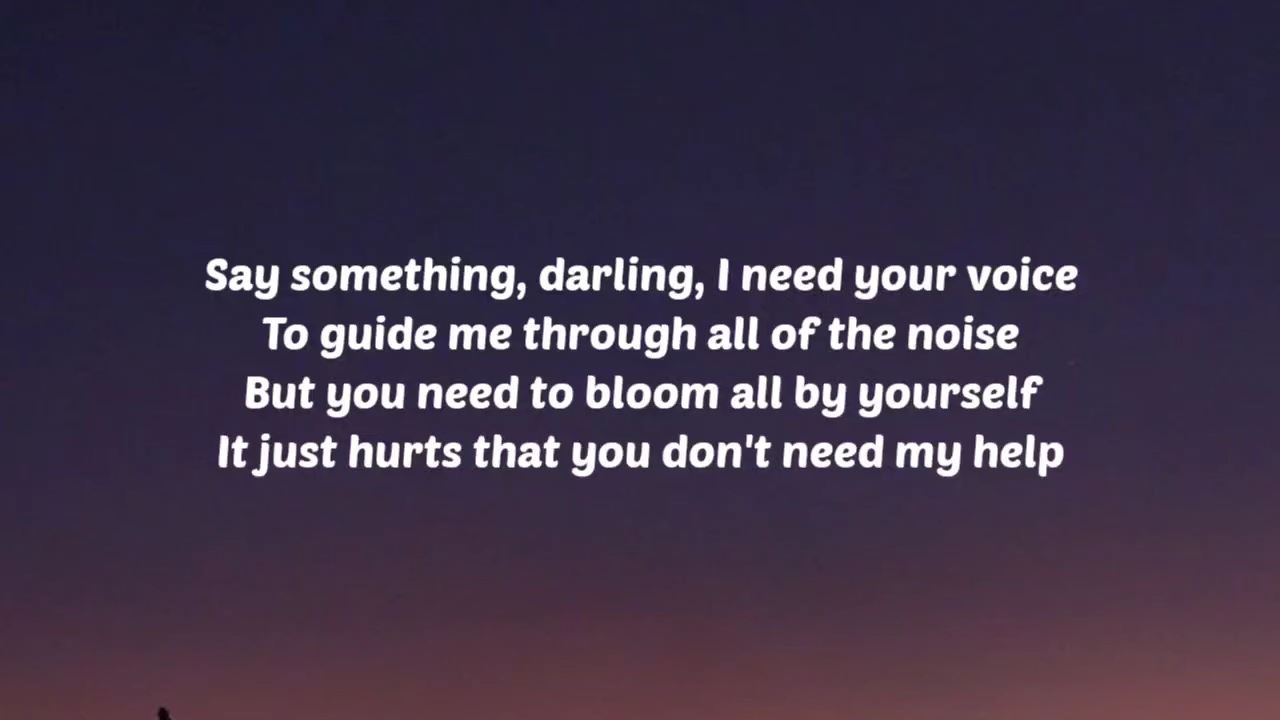 Say something, darling, I need your voice
To guide me through all of the noise
But you need to bloom all by yourself
It just hurts that you don't need my help